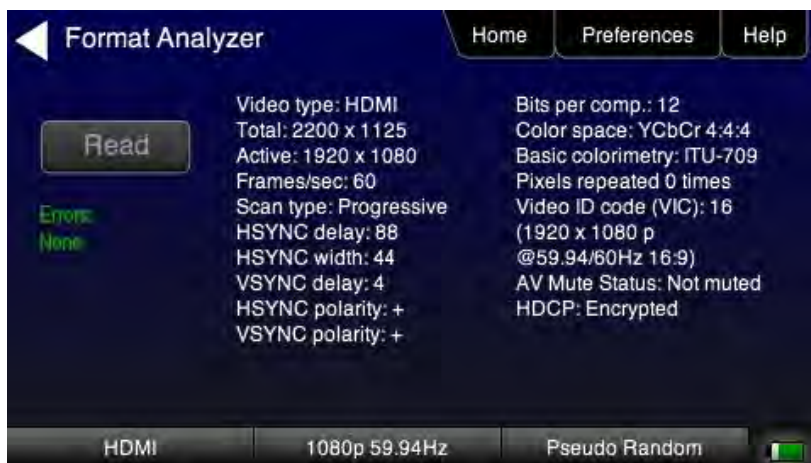 Format Analyzer
Home
Preferences
Help
Read
Errors:
None
Video type: HDMI
Total: 2200 x 1125
Active: 1920 x 1080
Frames/sec: 60
Scan type: Progressive
HSYNC delay: 88
HSYNC width: 44
VSYNC delay: 4
HSYNC polarity: +
VSYNC polarity: +
Bits per comp.: 12
Color space: YCbCr 4:4:4
Basic colorimetry: ITU-709
Pixels repeated 0 times
Video ID code (VIC): 16
(1920 x 1080 p
@59.94/60Hz 16:9)
AV Mute Status: Not muted
HDCP: Encrypted
HDMI
1080p 59.94Hz
Pseudo Random